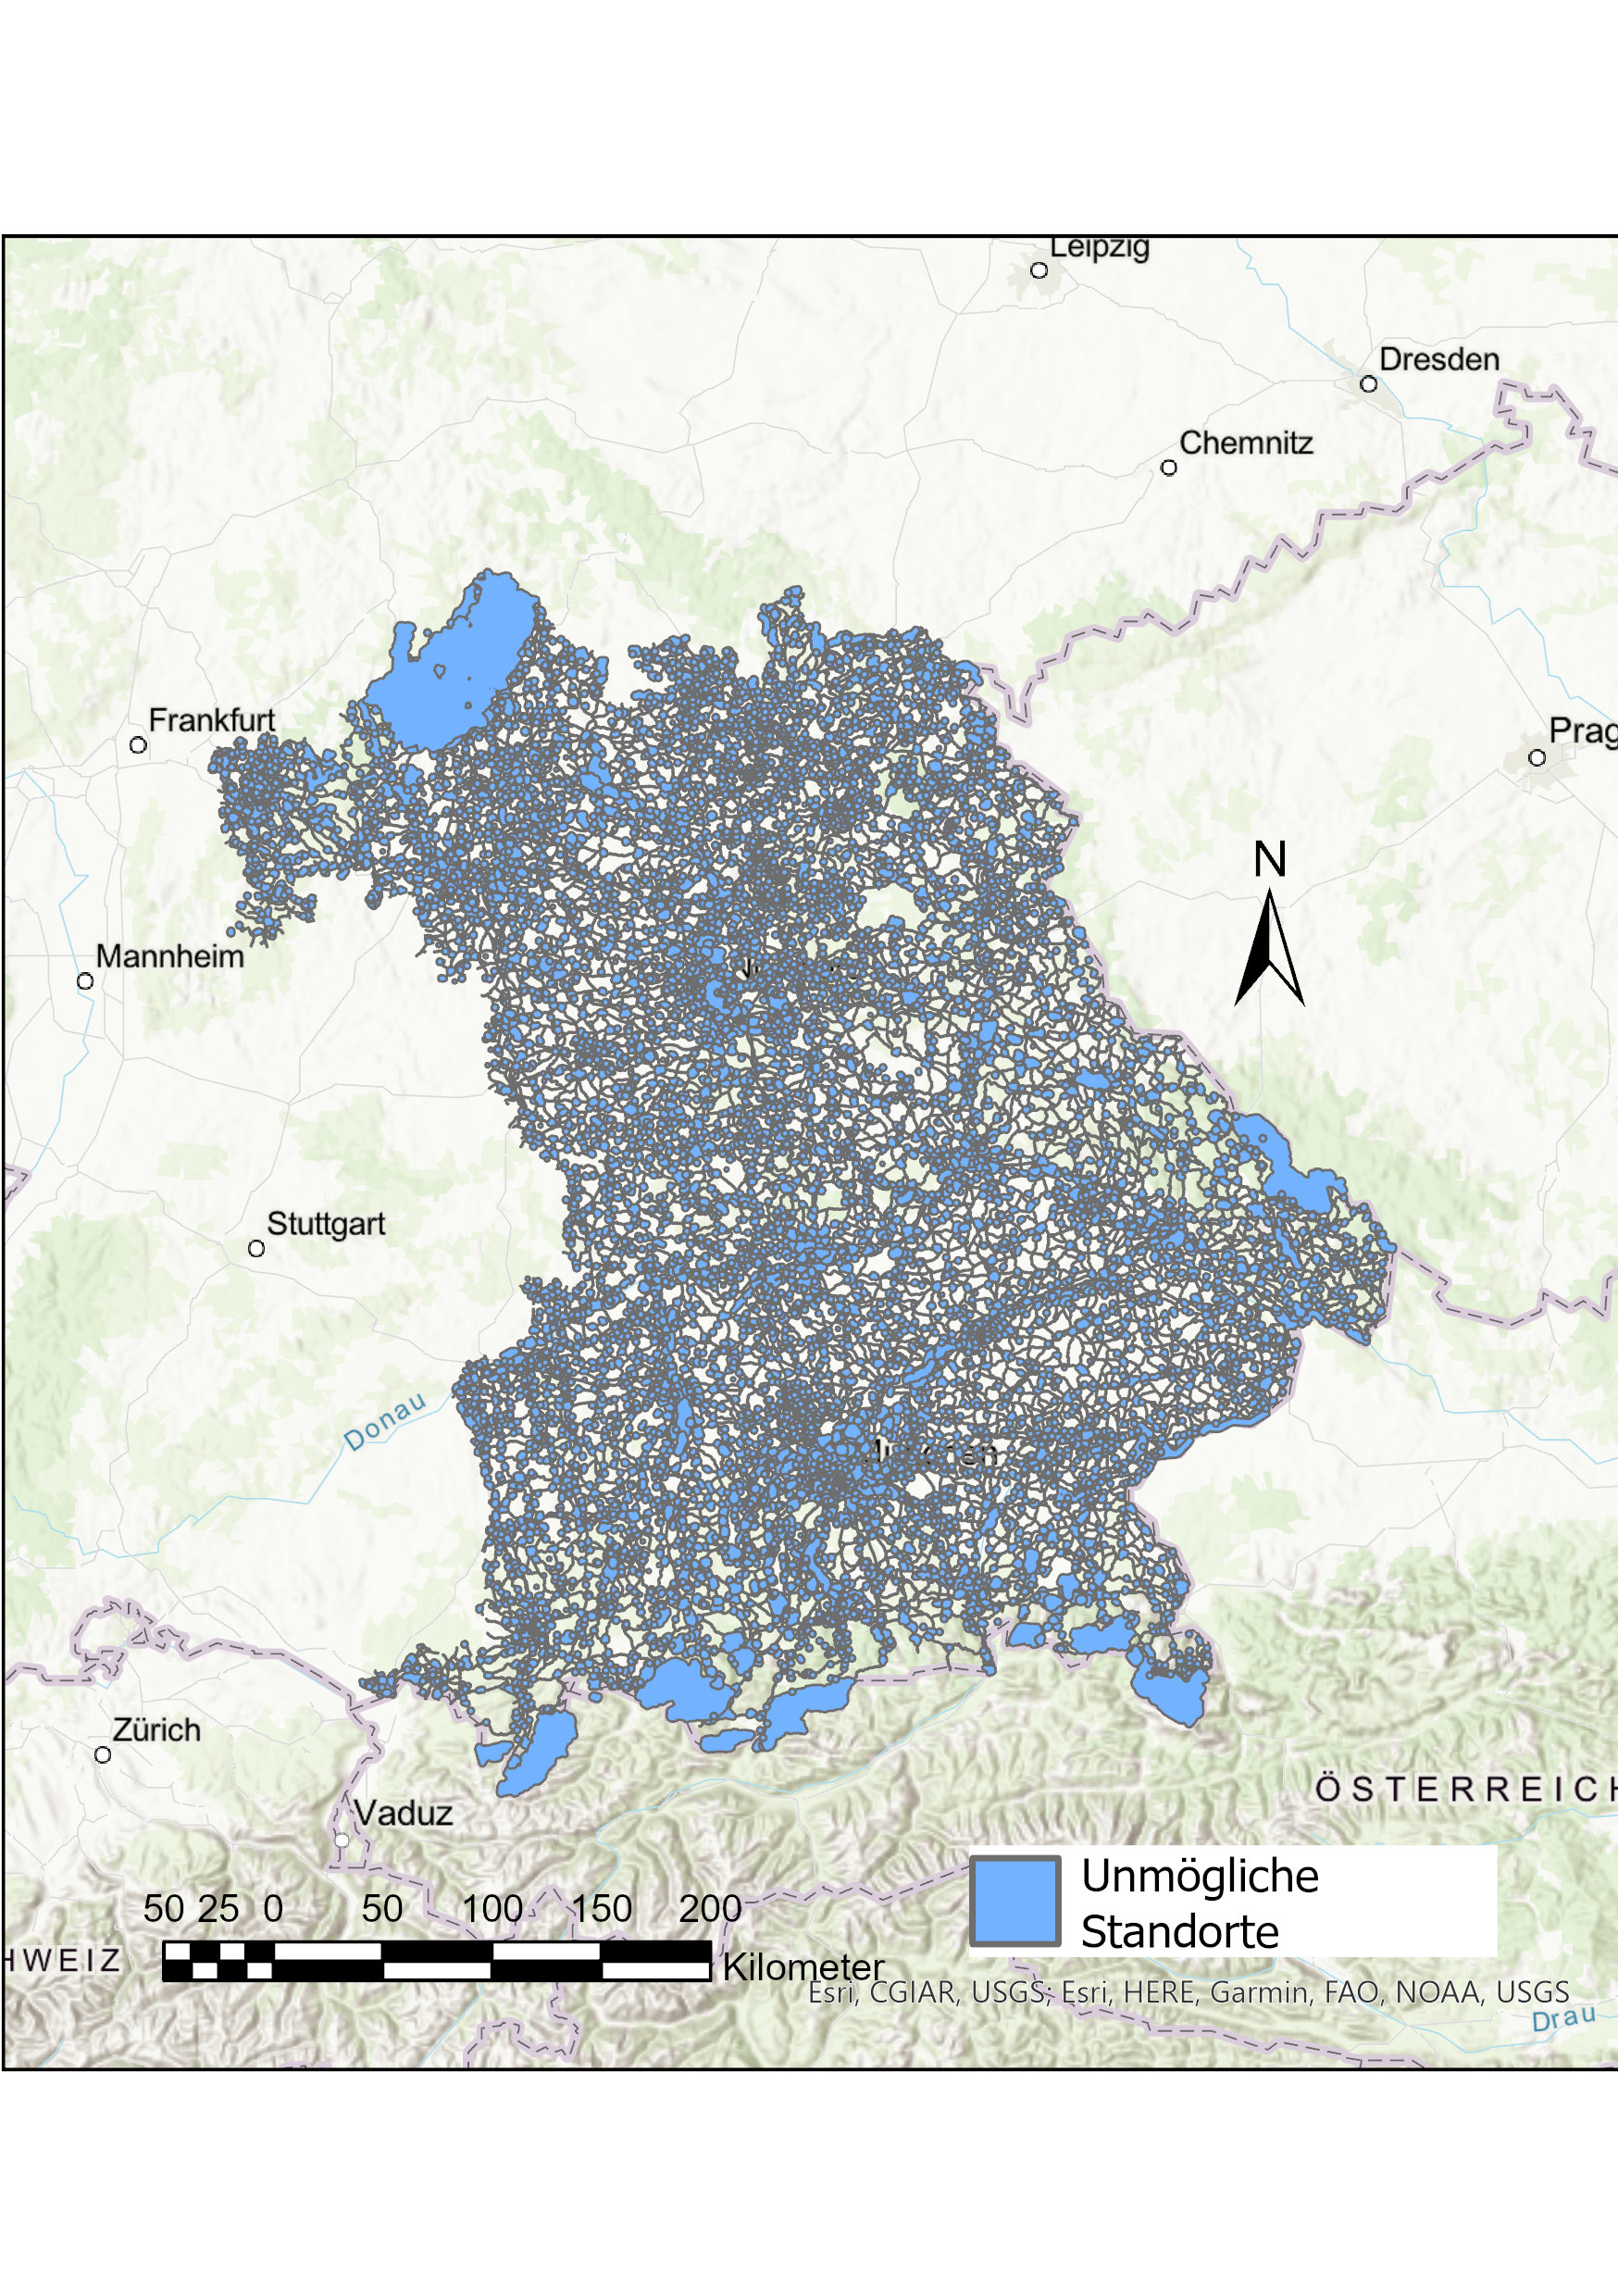 Leipzig
Dresden
Chemnitz
Frankfurt
Prag
N
Mannheim
Stuttgart
Donau
Zürich
Vaduz
ÖSTERREICH
Unmögliche
Standorte
50 25 0 50 100 150 200
Kilometer
HWEIZ
Esri, CGIAR, USGS; Esri, HERE, Garmin, FAO, NOAA, USGS
Drau